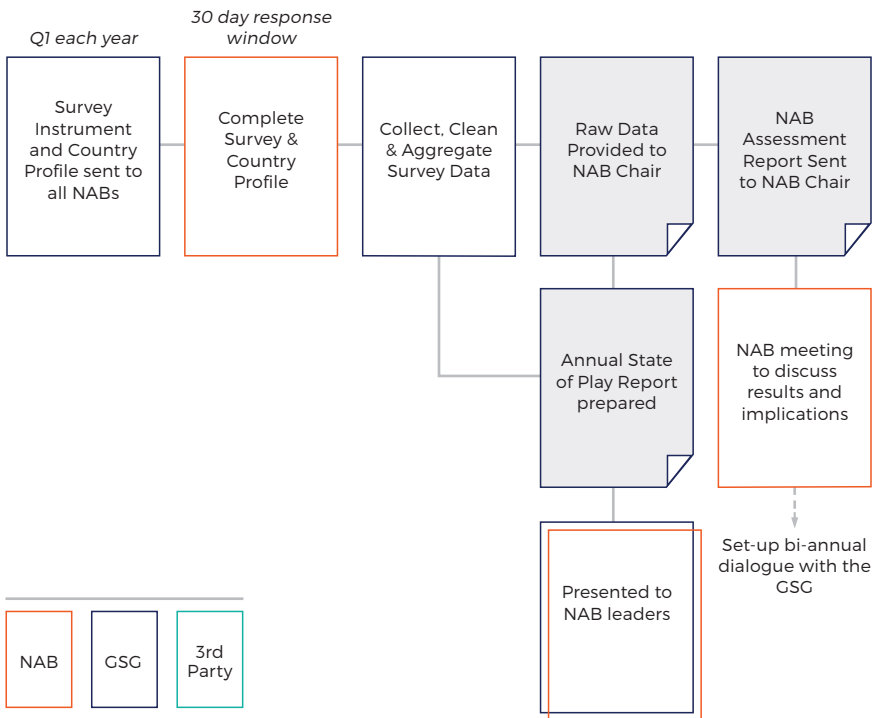 Q1 each year
30 day response
window
Survey
Instrument
and Country
Profile sent to
all NABs
Complete
Survey &
Country
Profile
Collect, Clean
& Aggregate
Survey Data
Raw Data
Provided to
NAB Chair
NAB
Assessment
Report Sent
to NAB Chair
Annual State
of Play Report
prepared
NAB meeting
to discuss
results and
implications
Presented to
NAB leaders
Set-up bi-annual
dialogue with the
GSG
NAB
GSG
3rd
Party